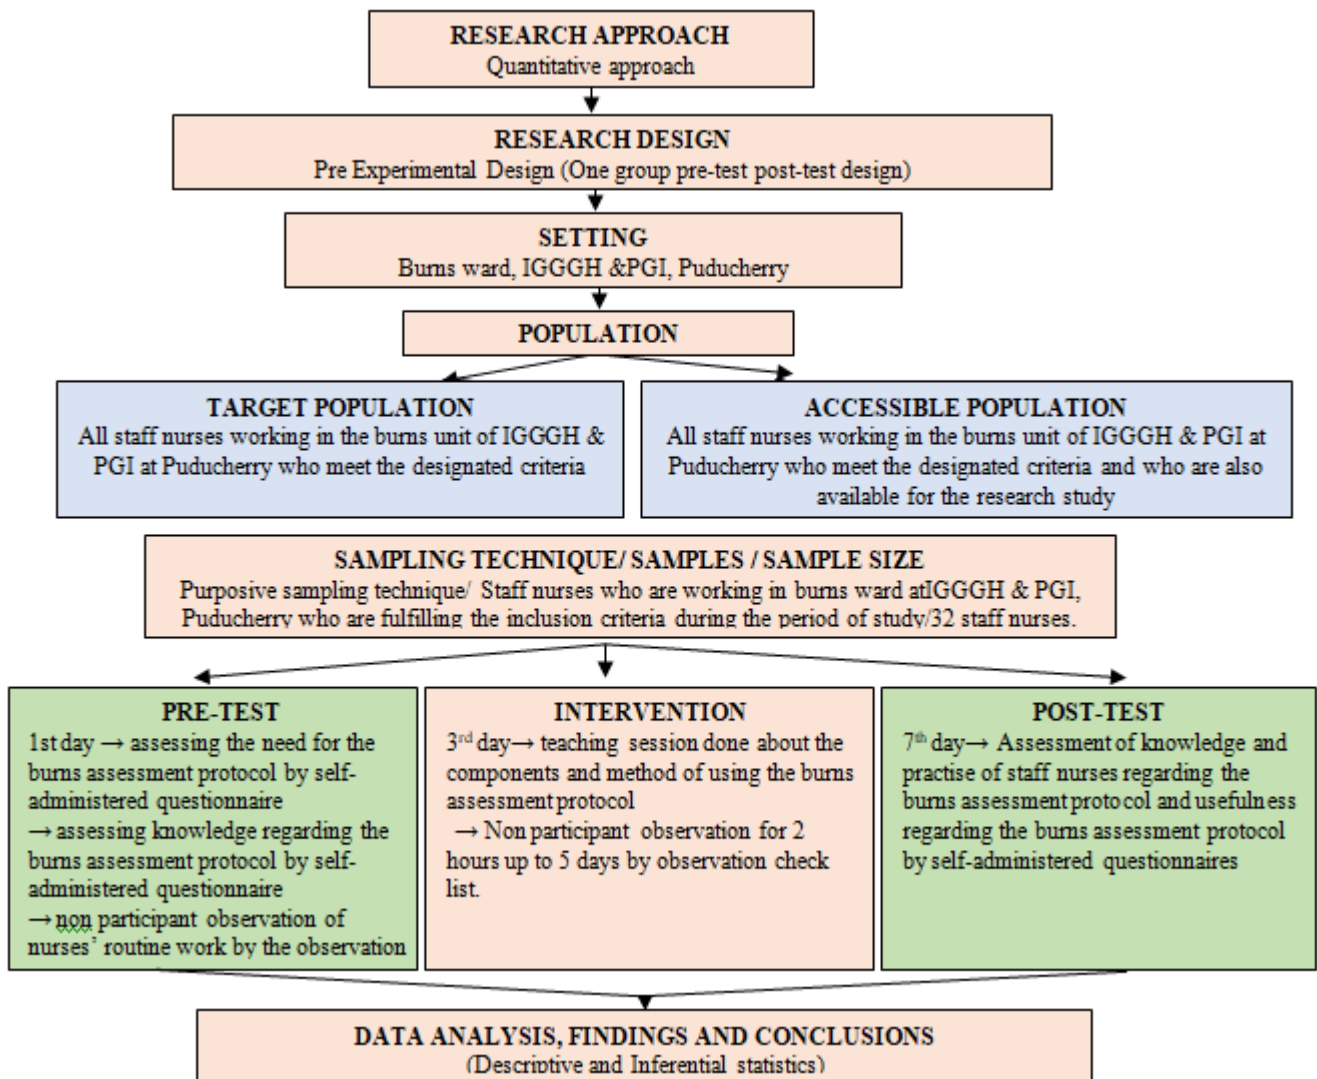 RESEARCH APPROACH
Quantitative approach
RESEARCH DESIGN
Pre Experimental Design (One group pre-test post-test design)
SETTING
Burns ward, IGGGH &PGI, Puducherry
POPULATION
TARGET POPULATION
All staff nurses working in the burns unit of IGGGH &
PGI at Puducherry who meet the designated criteria
ACCESSIBLE POPULATION
All staff nurses working in the burns unit of IGGGH & PGI at
Puducherry who meet the designated criteria and who are also
available for the research study
SAMPLING TECHNIQUE/ SAMPLES / SAMPLE SIZE
Purposive sampling technique/ Staff nurses who are working in burns ward atIGGGH & PGI,
Puducherry who are fulfilling the inclusion criteria during the period of study/32 staff nurses.
PRE-TEST
1st day → assessing the need for the
burns assessment protocol by self-
administered questionnaire
→ assessing knowledge regarding the
burns assessment protocol by self-
administered questionnaire
→ non participant observation of
nurses' routine work by the observation
INTERVENTION
3rd day→ teaching session done about the
components and method of using the burns
assessment protocol
→ Non participant observation for 2
hours up to 5 days by observation check
list.
POST-TEST
7th day→ Assessment of knowledge and
practise of staff nurses regarding the
burns assessment protocol and usefulness
regarding the burns assessment protocol
by self-administered questionnaires
DATA ANALYSIS, FINDINGS AND CONCLUSIONS
(Descriptive and Inferential statistics)